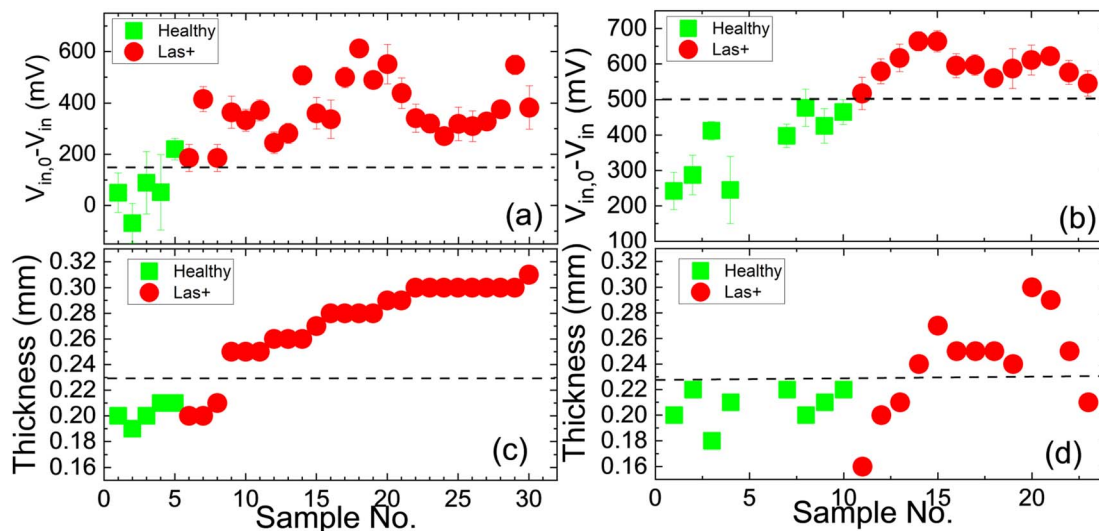 Healthy
Las+
600
400
200
0
V_in,0-V_in (mV)
(a)
Healthy
Las+
700
600
500
400
300
200
100
V_in,0-V_in (mV)
(b)
Healthy
Las+
0.32
0.30
0.28
0.26
0.24
0.22
0.20
0.18
0.16
Thickness (mm)
(c)
0 5 10 15 20 25 30
Sample No.
Healthy
Las+
0.32
0.30
0.28
0.26
0.24
0.22
0.20
0.18
0.16
Thickness (mm)
(d)
0 5 10 15 20
Sample No.